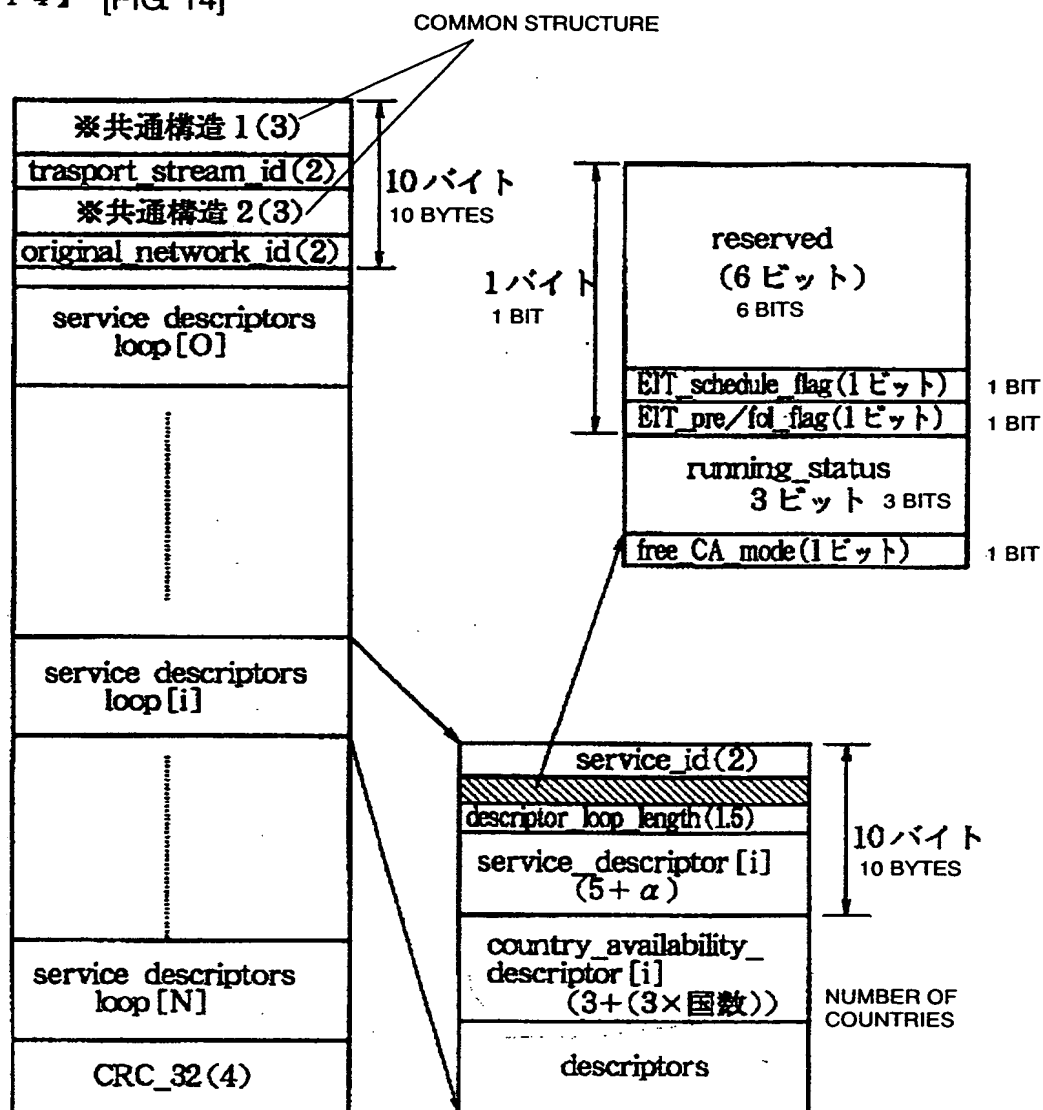 [FIG. 14]
COMMON STRUCTURE
※共通構造 1(3)
trasport_stream_id(2)
※共通構造 2(3)
original_network_id(2)
10 バイト
10 BYTES
service descriptors
loop[O]
service descriptors
loop[i]
service descriptors
loop[N]
CRC_32(4)
reserved
(6 ビット)
6 BITS
1 バイト
1 BIT
EIT_schedule_flag(1 ビット)
1 BIT
EIT_pre/fol_flag(1 ビット)
1 BIT
running_status
3 ビット 3 BITS
free_CA_mode(1 ビット)
1 BIT
service_id(2)
descriptor_loop_length(1.5)
service_descriptor[i]
(5+α)
10 バイト
10 BYTES
country_availability_
descriptor[i]
(3+(3×国数))
NUMBER OF
COUNTRIES
descriptors